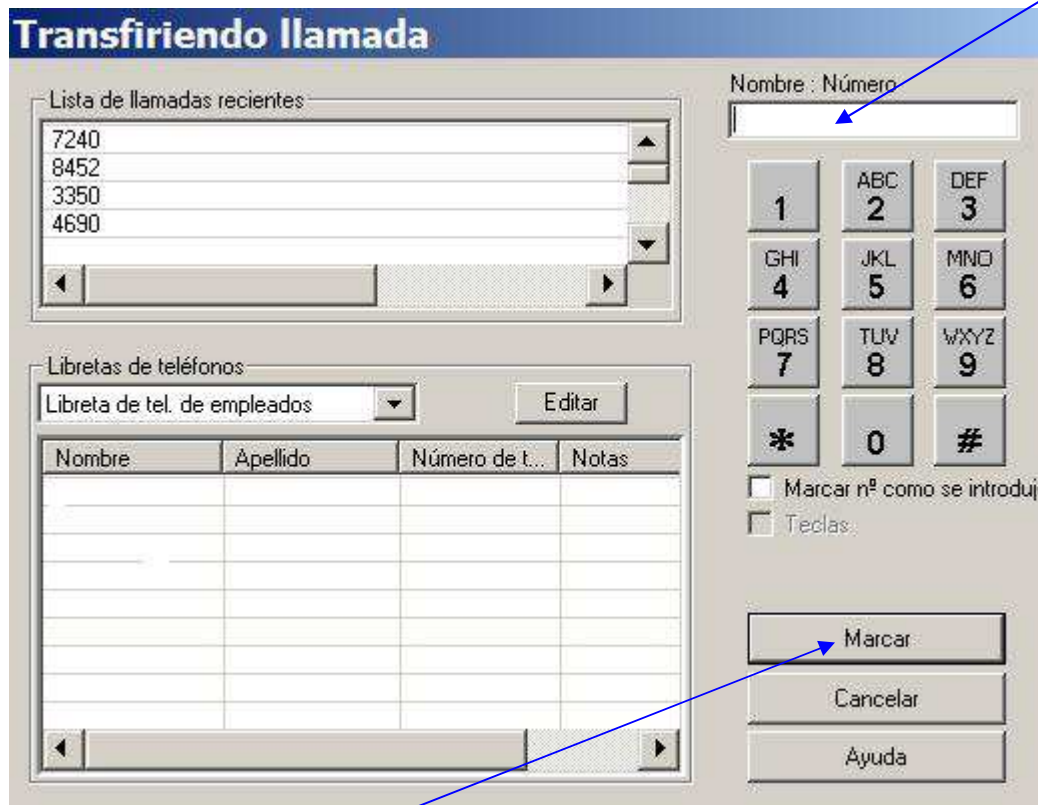 Transfiriendo llamada
Lista de llamadas recientes
7240
8452
3350
4690
Libretas de teléfonos
Libreta de tel. de empleados
Editar
Nombre Apellido Número de t... Notas
Nombre : Número
1 ABC 2 DEF 3
GHI 4 JKL 5 MNO 6
PQRS 7 TUV 8 WXYZ 9
* 0 #
Marcar nº como se introduj
Teclas
Marcar
Cancelar
Ayuda